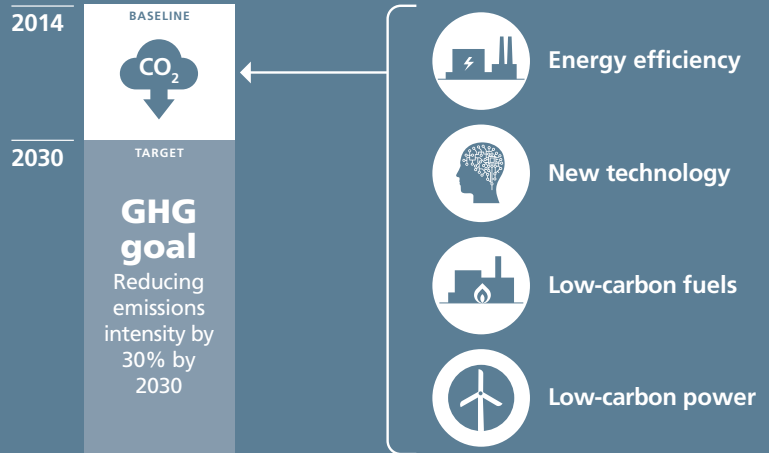 2014
BASELINE
CO₂
2030
TARGET
GHG
goal
Reducing
emissions
intensity by
30% by
2030
Energy efficiency
New technology
Low-carbon fuels
Low-carbon power